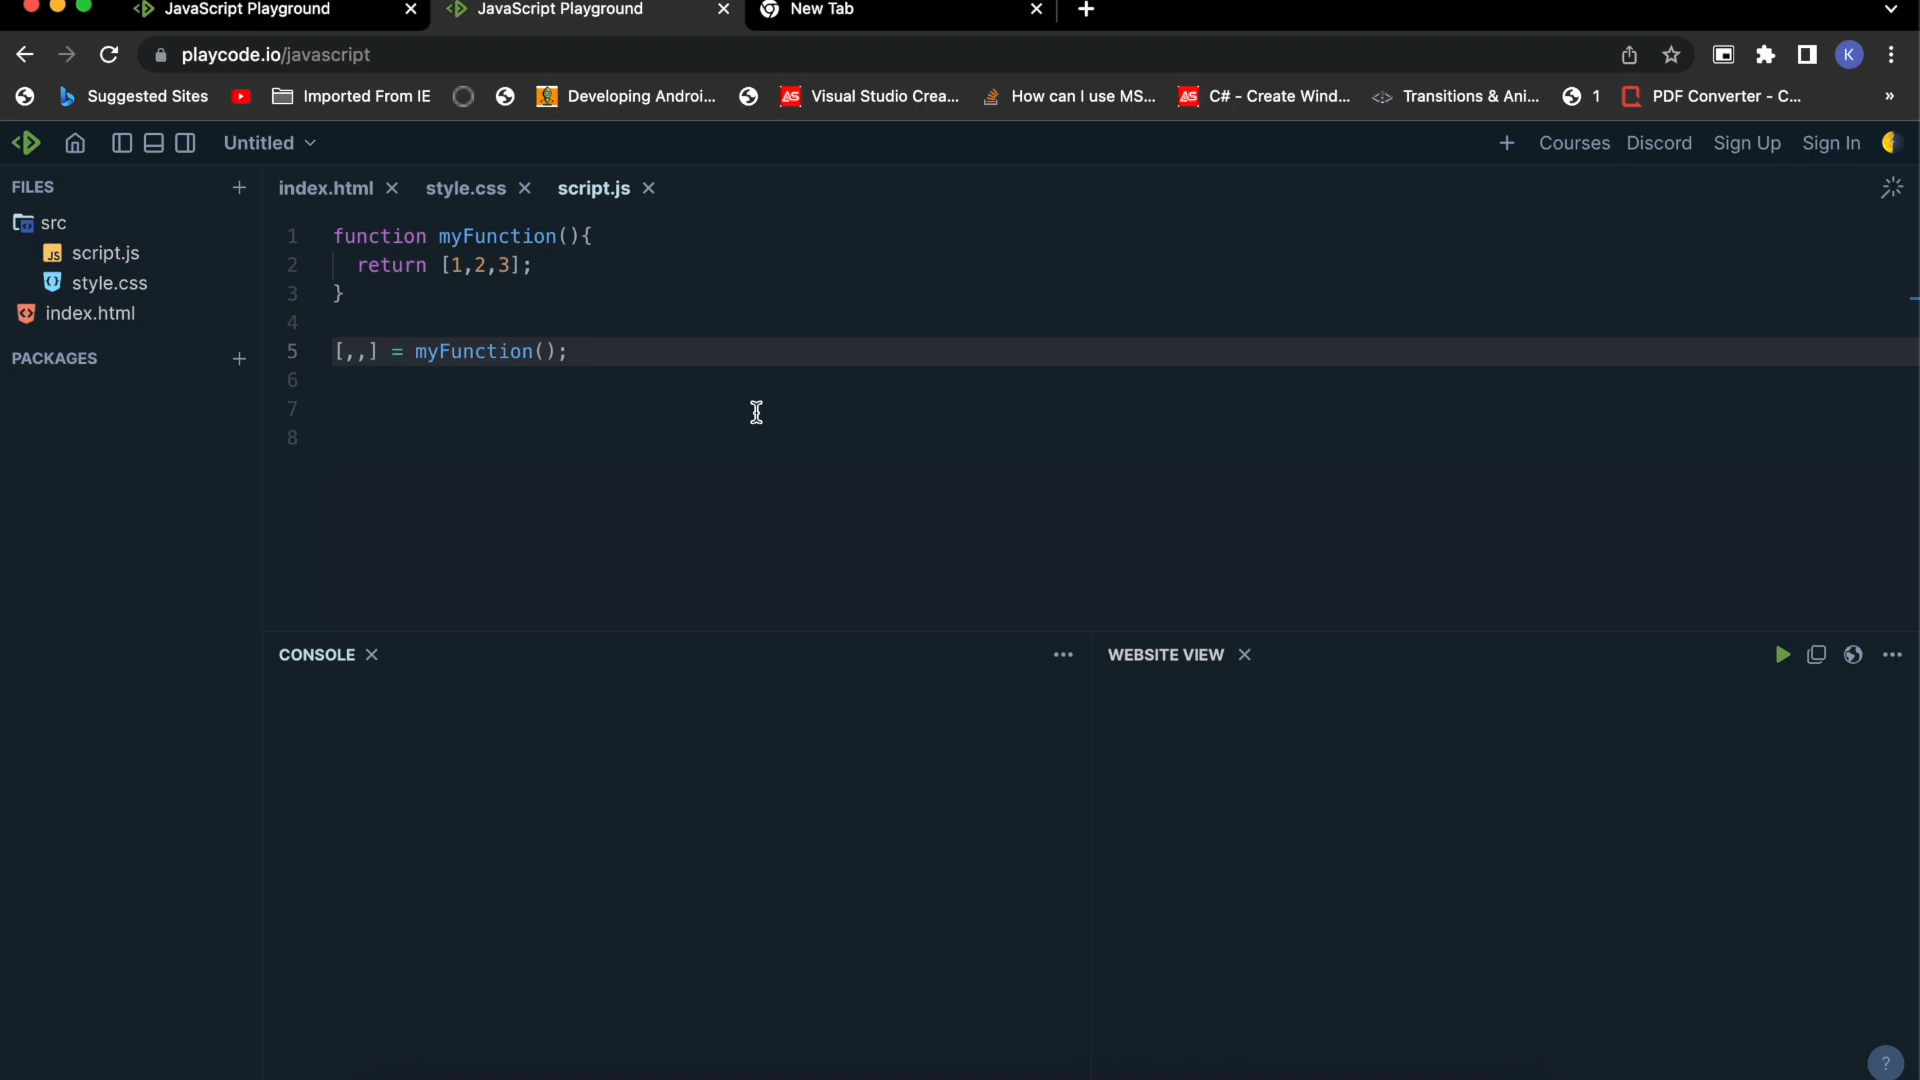 JavaScript Playground
JavaScript Playground
New Tab
playcode.io/javascript
K
Suggested Sites
Imported From IE
Developing Androi...
Visual Studio Crea...
How can I use MS...
C# - Create Wind...
Transitions & Ani...
1
PDF Converter - C...
»
Untitled
Courses
Discord
Sign Up
Sign In
FILES
index.html
style.css
script.js
src
JS script.js
style.css
index.html
PACKAGES
1 function myFunction(){
2 return [1,2,3];
3 }
4
5 [,,] = myFunction();
6
7
8
CONSOLE
WEBSITE VIEW
?